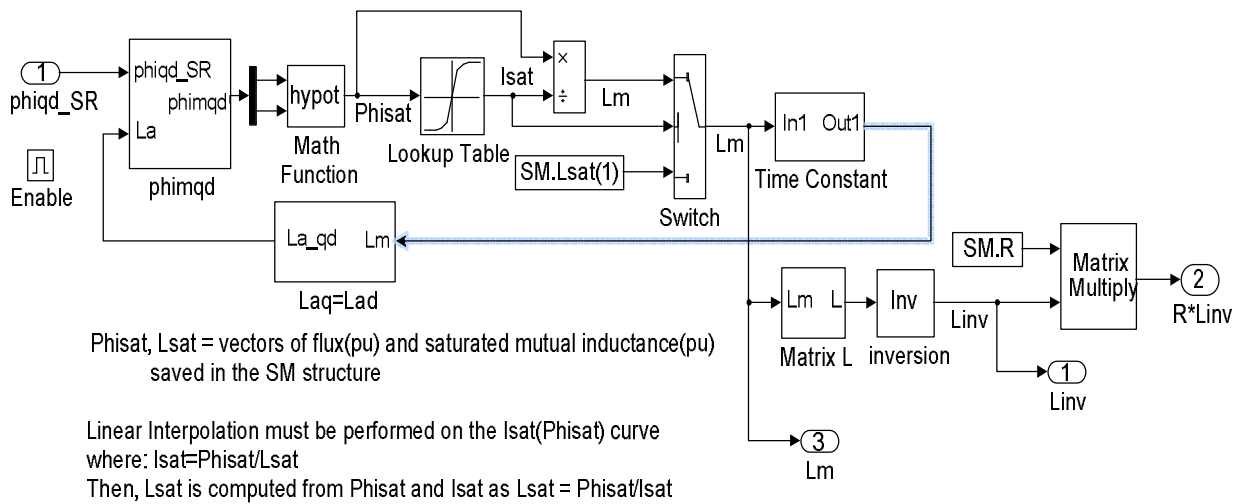 1
phiqd_SR
Enable
phiqd_SR
phimqd
La
phimqd
hypot
Math
Function
Phisat
Lookup Table
Isat
×
÷
Lm
SM.Lsat(1)
Switch
Lm
In1 Out1
Time Constant
La_qd Lm
Laq=Lad
SM.R
Matrix
Multiply
2
R*Linv
Lm L
Matrix L
Inv
inversion
Linv
1
Linv
3
Lm
Phisat, Lsat = vectors of flux(pu) and saturated mutual inductance(pu)
saved in the SM structure
Linear Interpolation must be performed on the Isat(Phisat) curve
where: Isat=Phisat/Lsat
Then, Lsat is computed from Phisat and Isat as Lsat = Phisat/Isat